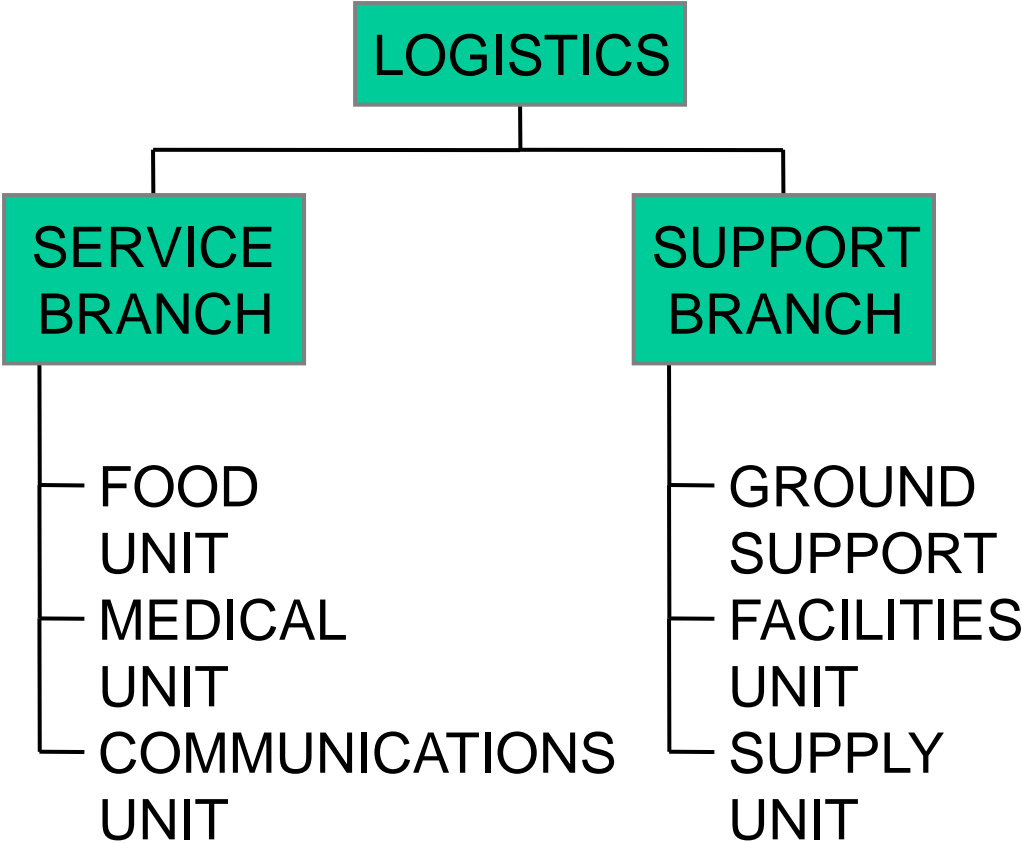 LOGISTICS
SERVICE
BRANCH
SUPPORT
BRANCH
FOOD
UNIT
MEDICAL
UNIT
COMMUNICATIONS
UNIT
GROUND
SUPPORT
FACILITIES
UNIT
SUPPLY
UNIT